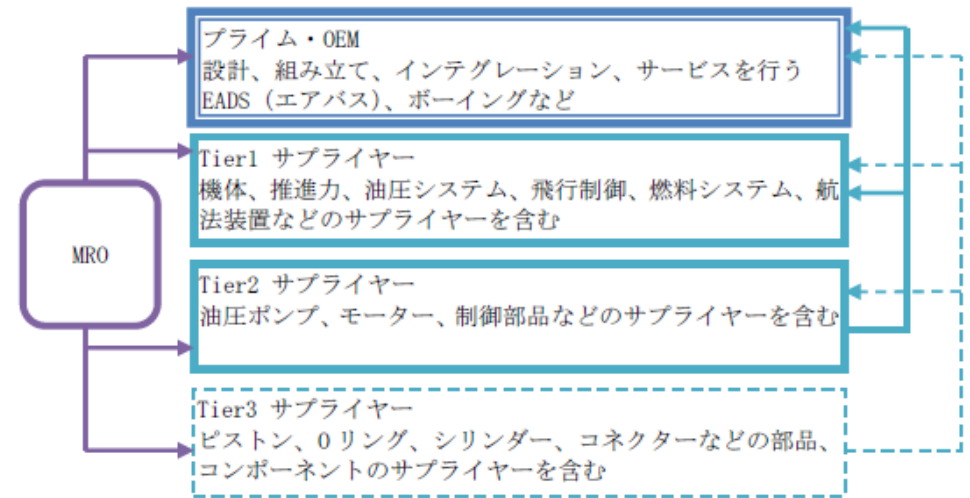 プライム・OEM
設計、組み立て、インテグレーション、サービスを行う
EADS (エアバス)、ボーイングなど
Tier1 サプライヤー
機体、推進力、油圧システム、飛行制御、燃料システム、航
法装置などのサプライヤーを含む
MRO
Tier2 サプライヤー
油圧ポンプ、モーター、制御部品などのサプライヤーを含む
Tier3 サプライヤー
ピストン、O リング、シリンダー、コネクターなどの部品、
コンポーネントのサプライヤーを含む